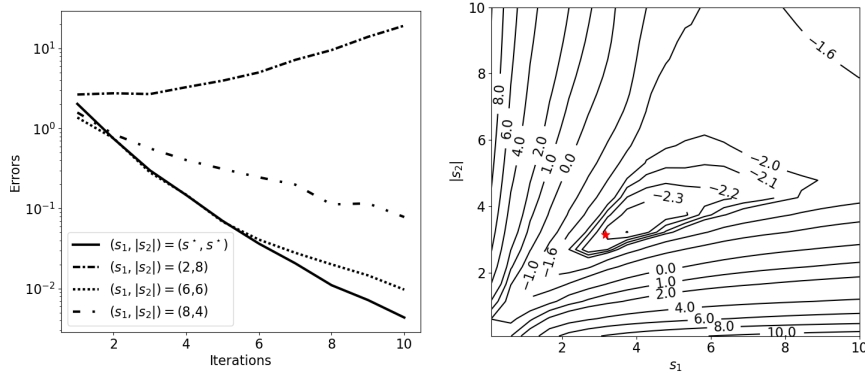 10¹
10⁰
10⁻¹
10⁻²
Errors
(s₁, |s₂|)=(s*, s*)
(s₁, |s₂|)=(2,8)
(s₁, |s₂|)=(6,6)
(s₁, |s₂|)=(8,4)
2 4 6 8 10
Iterations
10
8
6
4
2
|s₂|
8.0
6.0
4.0
2.0
1.0
0.0
−1.0
−1.6
−1.6
−2.0
−2.1
−2.2
−2.3
0.0
1.0
2.0
4.0
6.0
8.0
10.0
2 4 6 8 10
s₁